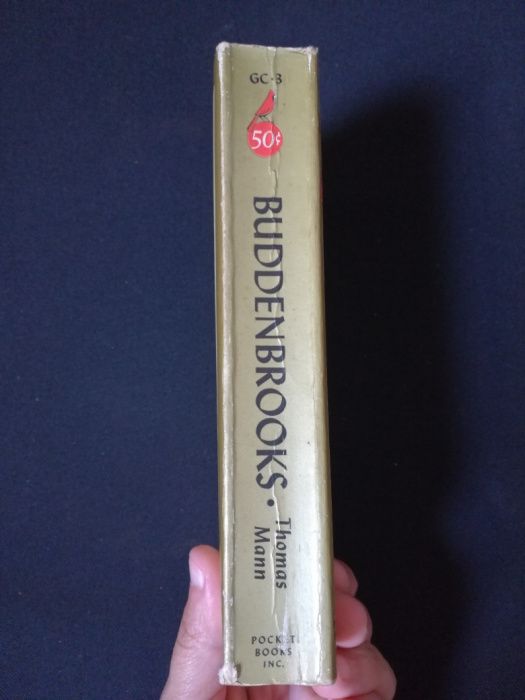 GC-3
50¢
BUDDENBROOKS • Thomas
Mann
POCKET
BOOKS
INC.